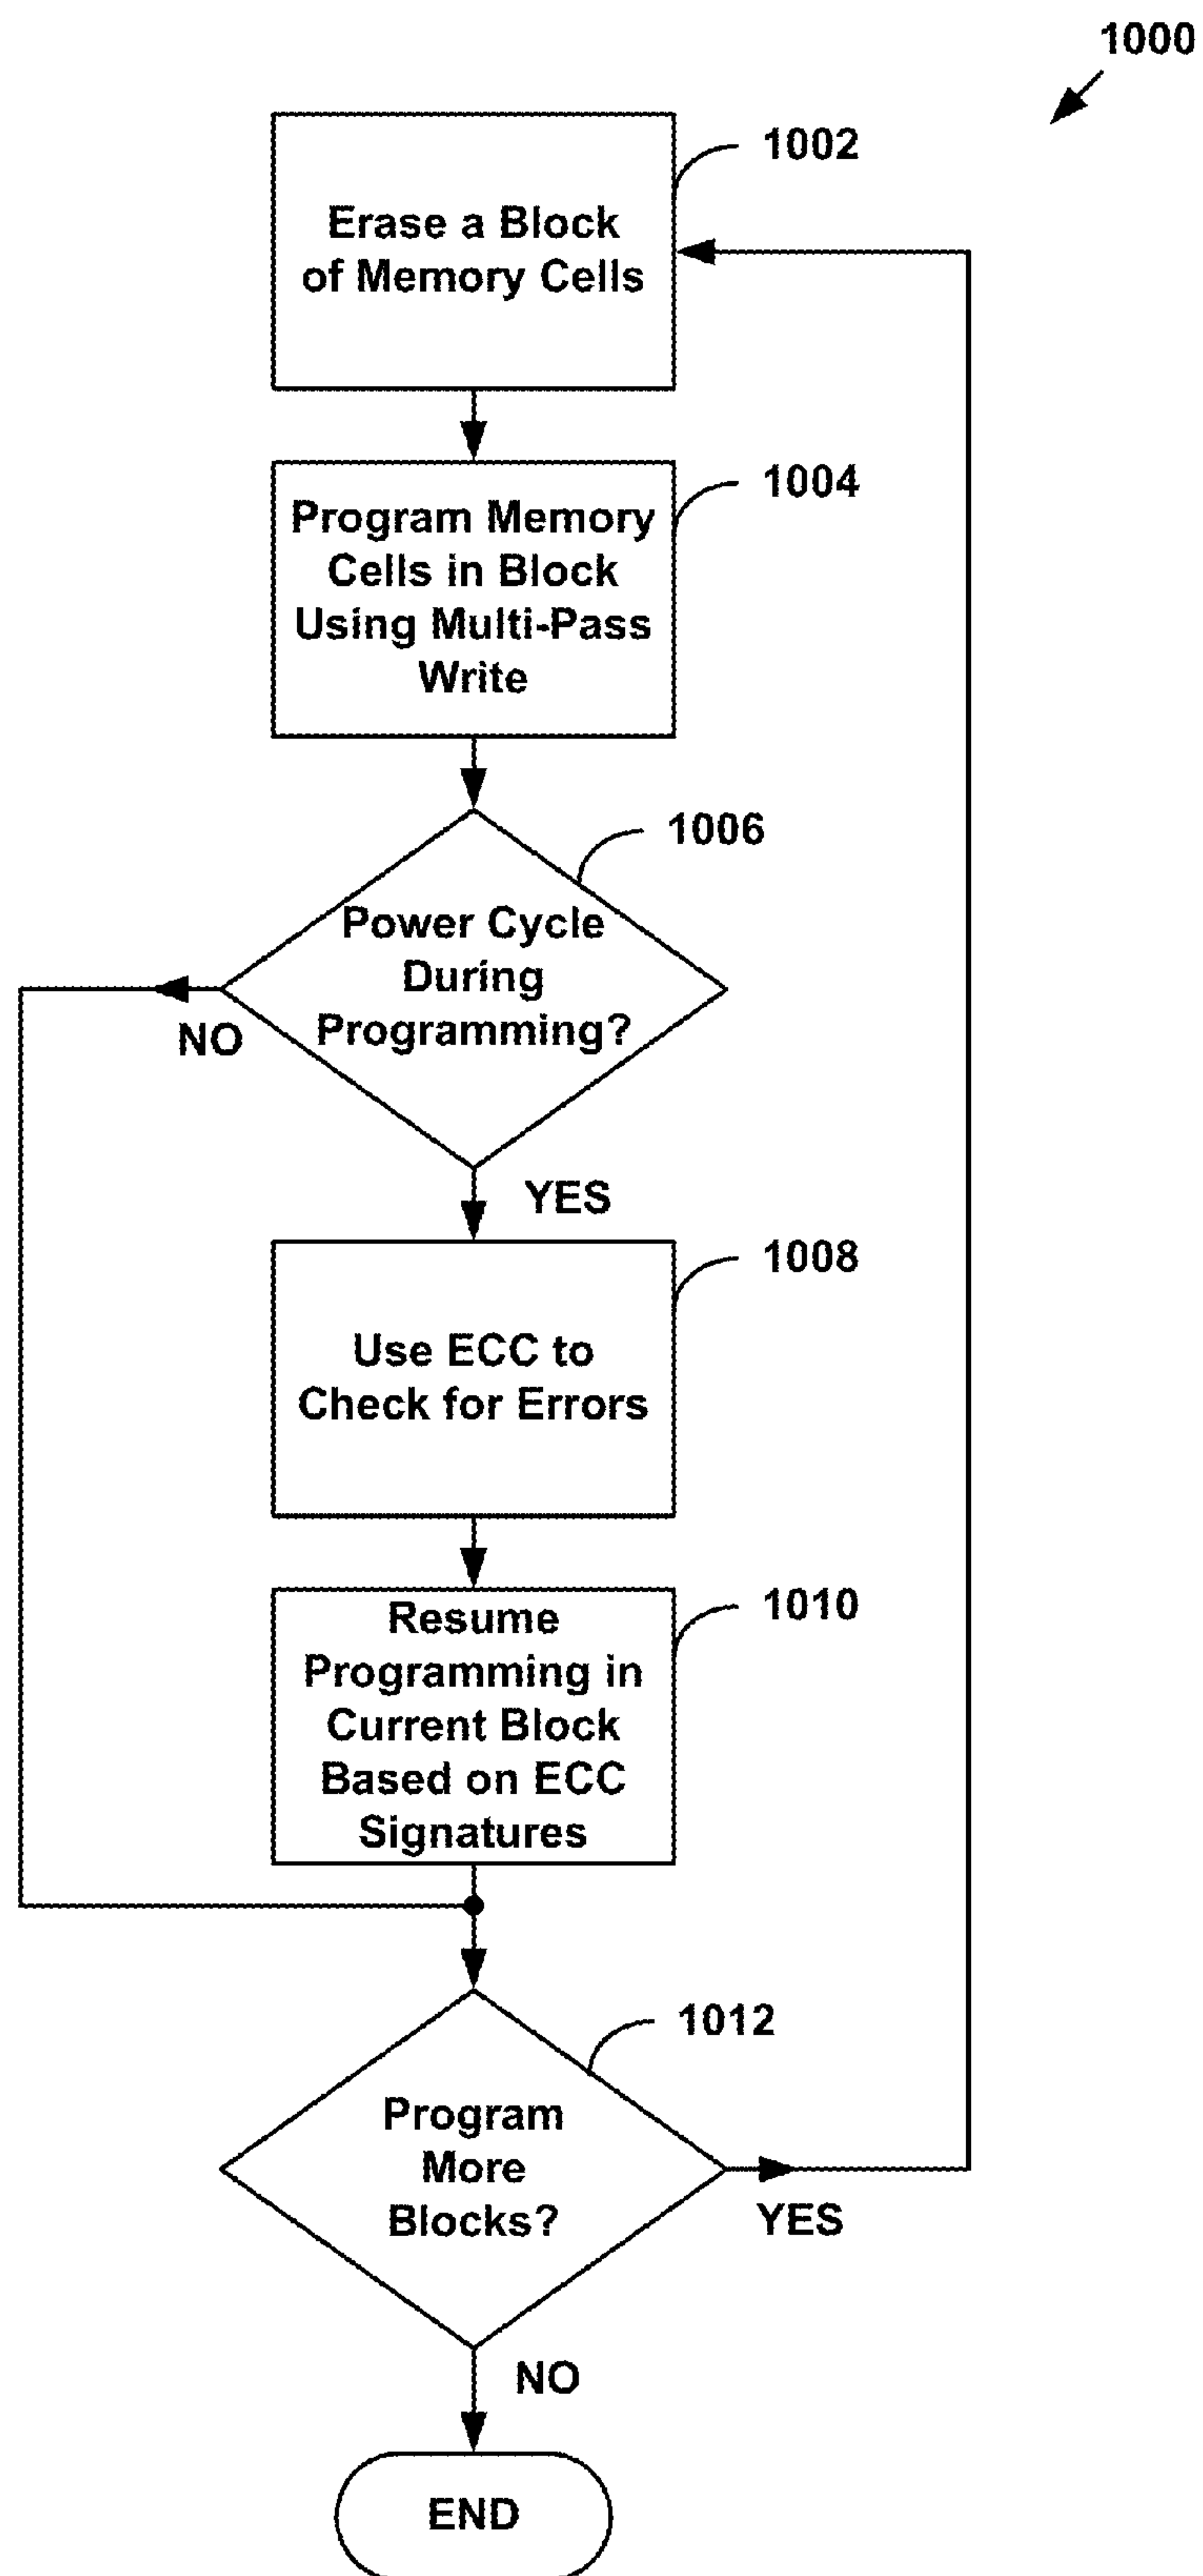 1000
1002
Erase a Block
of Memory Cells
1004
Program Memory
Cells in Block
Using Multi-Pass
Write
1006
Power Cycle
During
Programming?
NO
YES
1008
Use ECC to
Check for Errors
1010
Resume
Programming in
Current Block
Based on ECC
Signatures
1012
Program
More
Blocks?
YES
NO
END